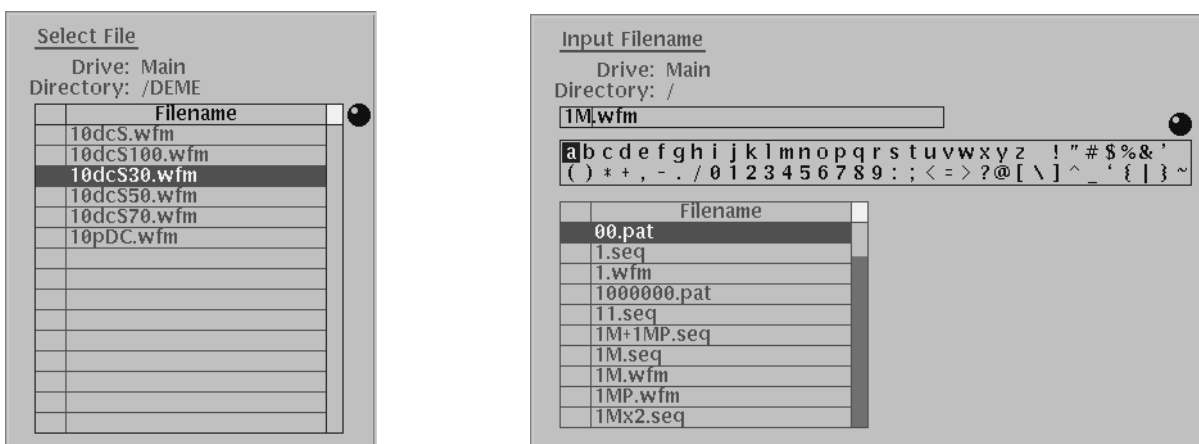 Select File
Drive: Main
Directory: /DEME
Filename
10dcS.wfm
10dcS100.wfm
10dcS30.wfm
10dcS50.wfm
10dcS70.wfm
10pDC.wfm
Input Filename
Drive: Main
Directory: /
1M.wfm
a b c d e f g h i j k l m n o p q r s t u v w x y z ! " # $ % & '
( ) * + , - . / 0 1 2 3 4 5 6 7 8 9 : ; < = > ? @ [ \ ] ^ _ ‘ { | } ~
Filename
00.pat
1.seq
1.wfm
1000000.pat
11.seq
1M+1MP.seq
1M.seq
1M.wfm
1MP.wfm
1Mx2.seq